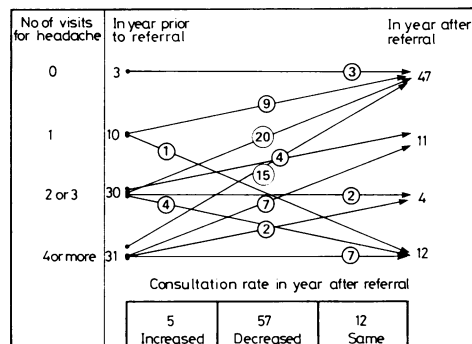 No of visits for headache
In year prior to referral
In year after referral
0
3
3
47
9
1
10
20
11
1
4
15
2 or 3
30
2
4
4
7
2
4 or more
31
7
12
Consultation rate in year after referral
5 Increased
57 Decreased
12 Same